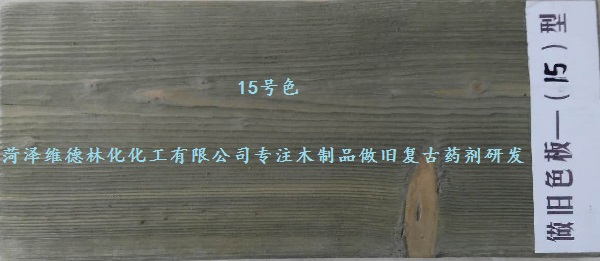 15号色
菏泽维德林化化工有限公司专注木制品做旧复古药剂研发
做旧色板—（15）型